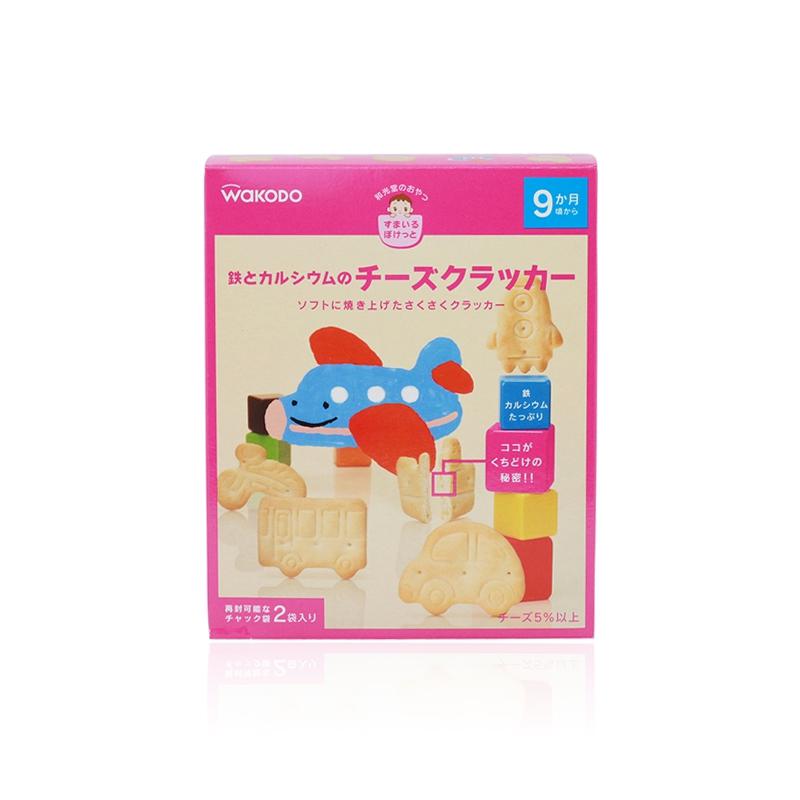 WAKODO
和光堂のおやつ
すまいる
ぽけっと
9か月
頃から
鉄とカルシウムのチーズクラッカー
ソフトに焼き上げたさくさくクラッカー
鉄
カルシウム
たっぷり
ココが
くちどけの
秘密!!
再封可能な
チャック袋2袋入り
チーズ5%以上